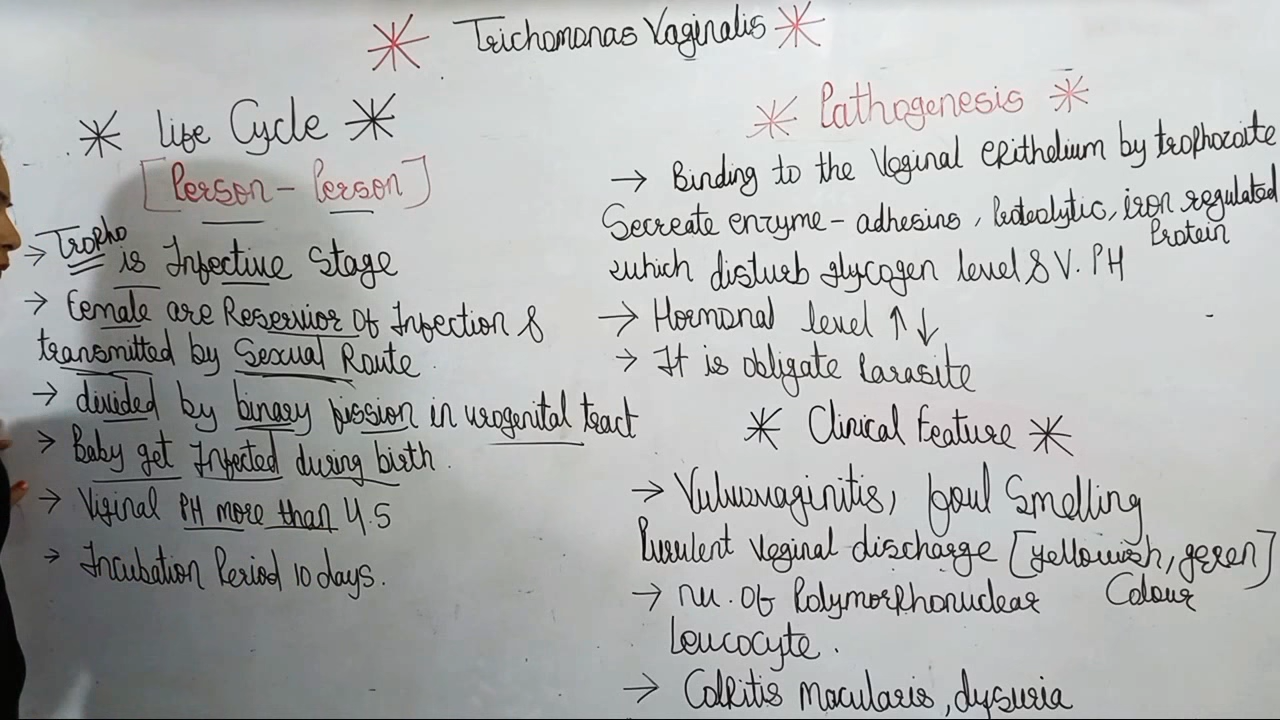 Trichomonas Vaginalis
Life Cycle
[Person - Person]
→ Tropho is Infective Stage
→ Female are Reservior Of Infection &
transmitted by Sexual Route.
→ divided by binary fission in urogenital tract
→ Baby get Infected during birth.
→ Viginal PH more than 4.5
→ Incubation Period 10 days.
Pathogenesis
→ Binding to the Vaginal epithelium by trophozoite
Secreate enzyme - adhesins, Proteolytic, iron regulated
Protein
which disturb glycogen level & V. PH
→ Hormonal level ↑↓
→ It is obligate Parasite
Clinical Feature
→ Vulvovaginitis, foul Smelling
Purulent Vaginal discharge [yellowish, green]
Colour
→ nu. of Polymorphonuclear
Leucocyte.
→ Colpitis macularis, dysuria